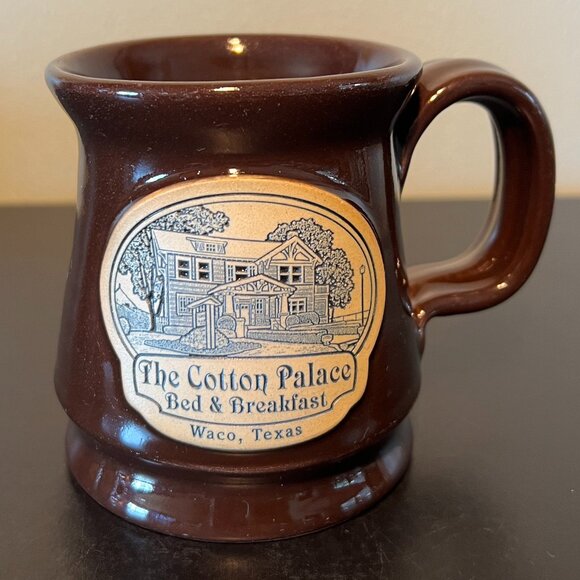 The Cotton Palace
Bed & Breakfast
Waco, Texas